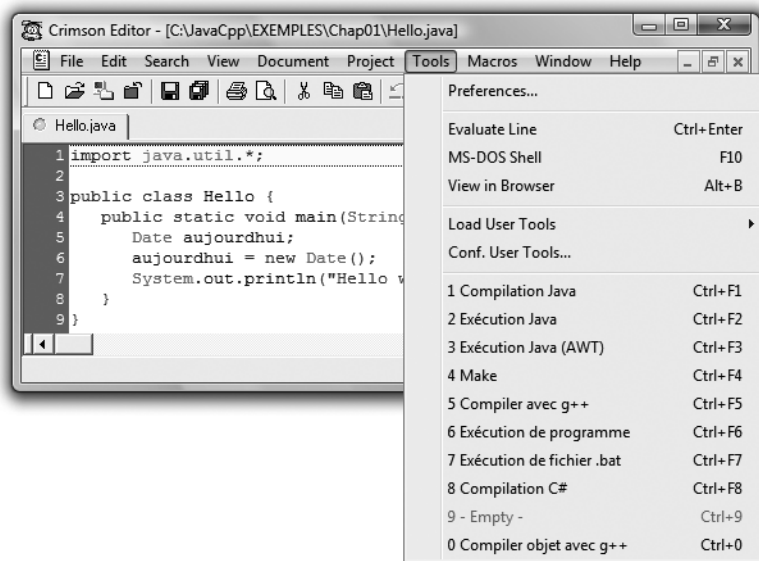 Crimson Editor - [C:\JavaCpp\EXEMPLES\Chap01\Hello.java]
File Edit Search View Document Project Tools Macros Window Help
Hello.java
1 import java.util.*;
2
3 public class Hello {
4 public static void main(String
5 Date aujourdhui;
6 aujourdhui = new Date();
7 System.out.println("Hello w
8 }
9 }
Preferences...
Evaluate Line Ctrl+Enter
MS-DOS Shell F10
View in Browser Alt+B
Load User Tools
Conf. User Tools...
1 Compilation Java Ctrl+F1
2 Exécution Java Ctrl+F2
3 Exécution Java (AWT) Ctrl+F3
4 Make Ctrl+F4
5 Compiler avec g++ Ctrl+F5
6 Exécution de programme Ctrl+F6
7 Exécution de fichier .bat Ctrl+F7
8 Compilation C# Ctrl+F8
9 - Empty - Ctrl+9
0 Compiler objet avec g++ Ctrl+0